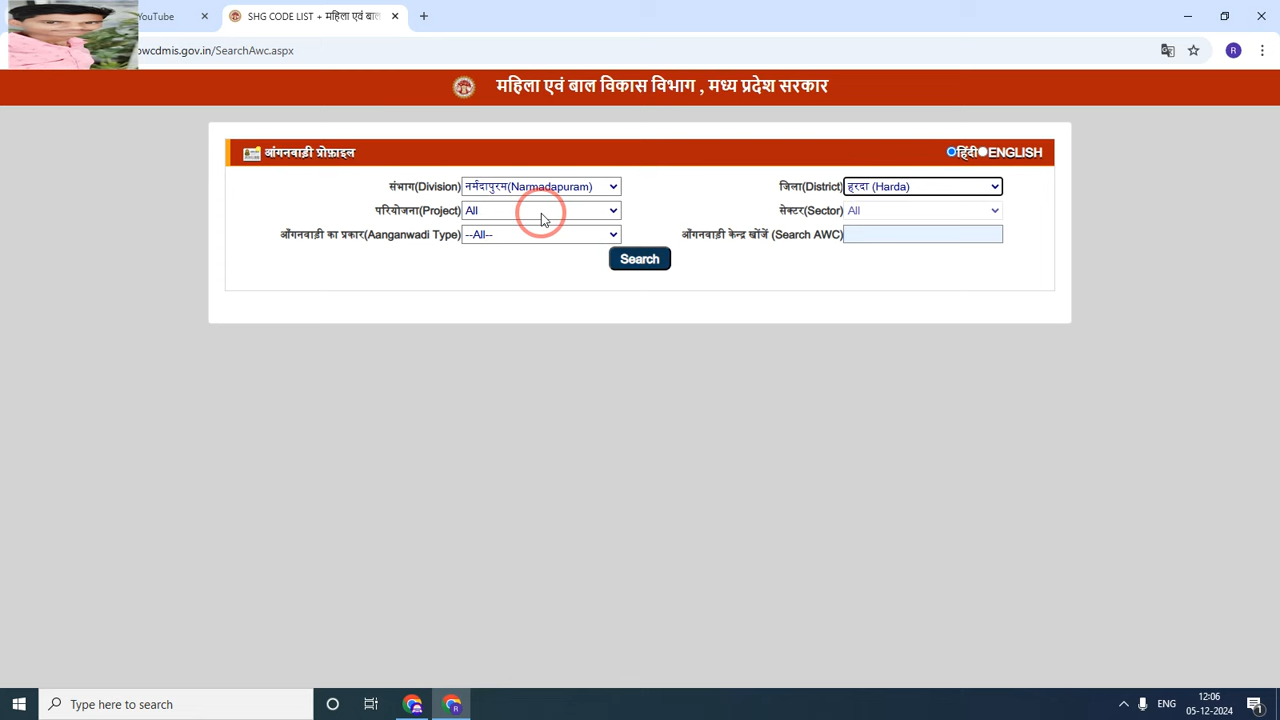 YouTube
SHG CODE LIST + महिला एवं बाल
owcdmis.gov.in/SearchAwc.aspx
R
महिला एवं बाल विकास विभाग , मध्य प्रदेश सरकार
आंगनवाड़ी प्रोफ़ाइल
हिंदी ENGLISH
संभाग(Division) नर्मदापुरम(Narmadapuram) जिला(District) हरदा (Harda)
परियोजना(Project) All सेक्टर(Sector) All
आँगनवाड़ी का प्रकार(Aanganwadi Type) --All-- आँगनवाड़ी केन्द्र खोंजें (Search AWC)
Search
Type here to search
ENG
12:06
05-12-2024